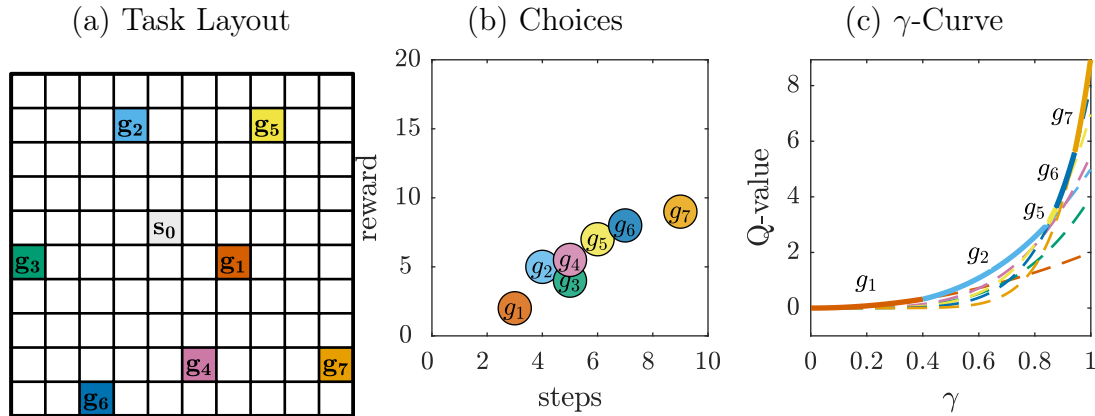 (a) Task Layout
g₂ g₅
s₀
g₃ g₁
g₄ g₇
g₆
(b) Choices
reward
20
15
10
5
0
g₁ g₂ g₃ g₄ g₅ g₆ g₇
0 2 4 6 8 10
steps
(c) γ-Curve
Q-value
8
6
4
2
0
g₁ g₂ g₅ g₆ g₇
0 0.2 0.4 0.6 0.8 1
γ